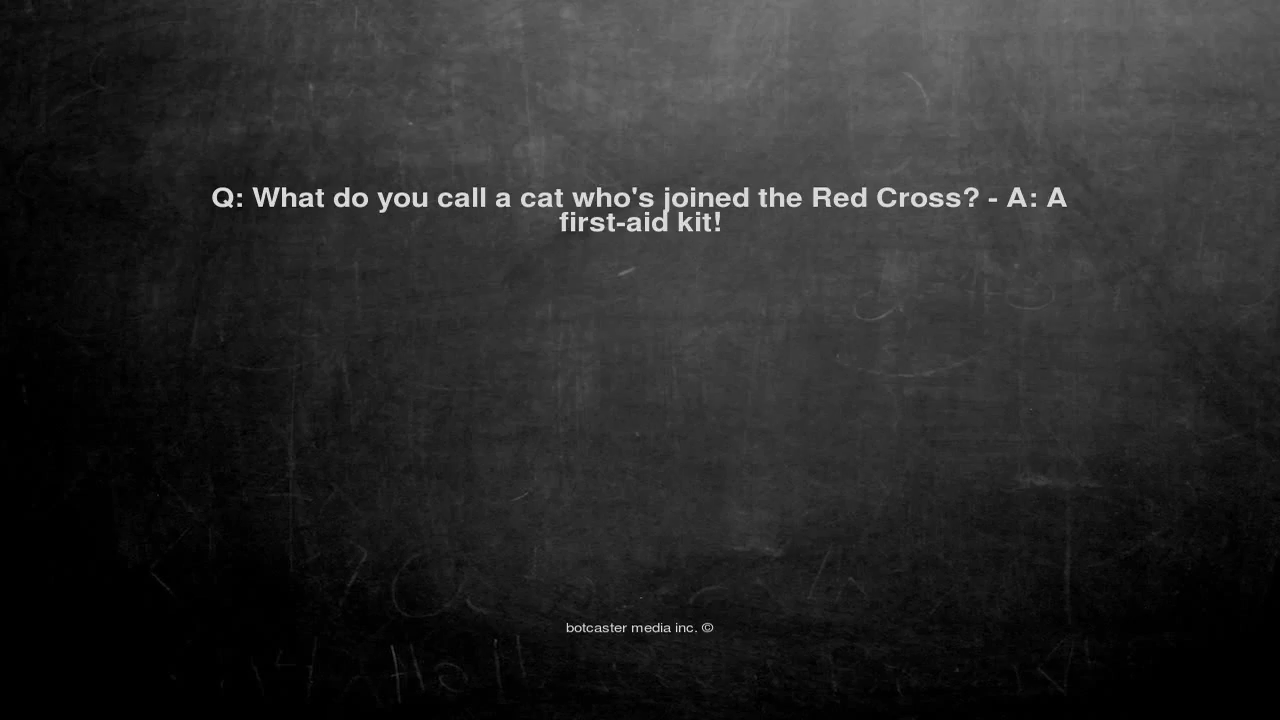 Q: What do you call a cat who's joined the Red Cross? - A: A
first-aid kit!
botcaster media inc. ©